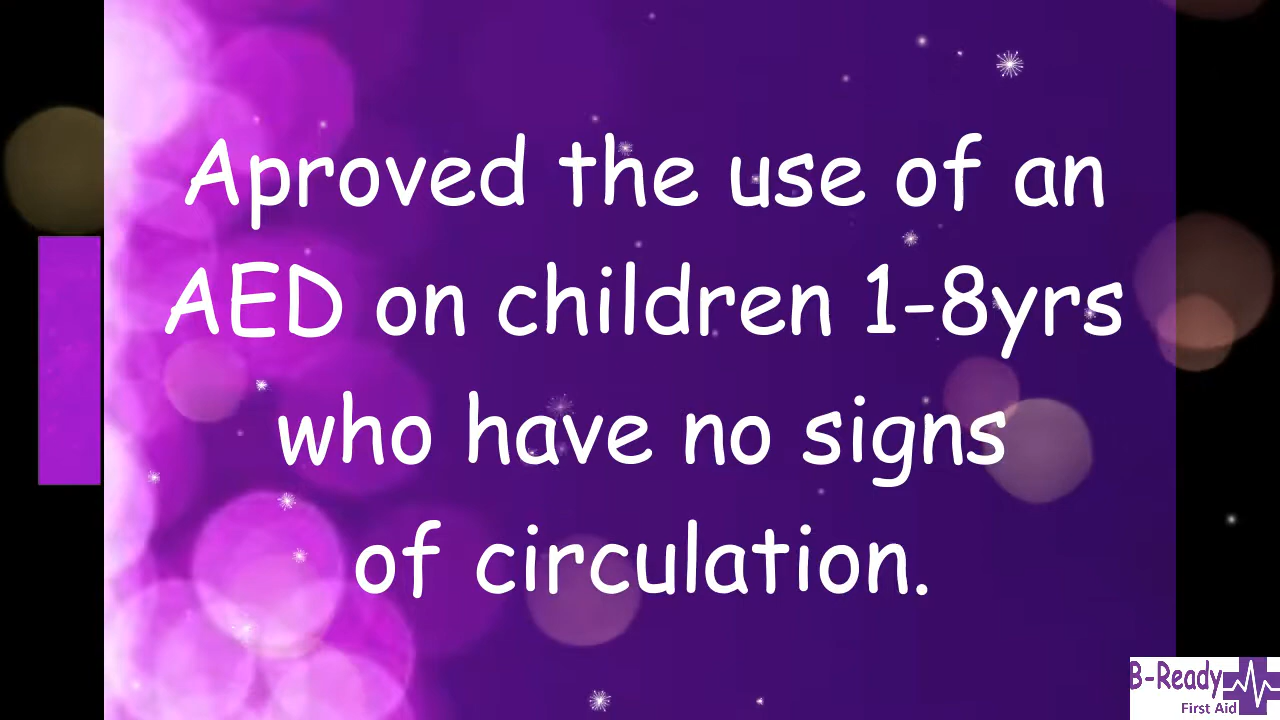 Aproved the use of an
AED on children 1-8yrs
who have no signs
of circulation.
B-Ready
First Aid